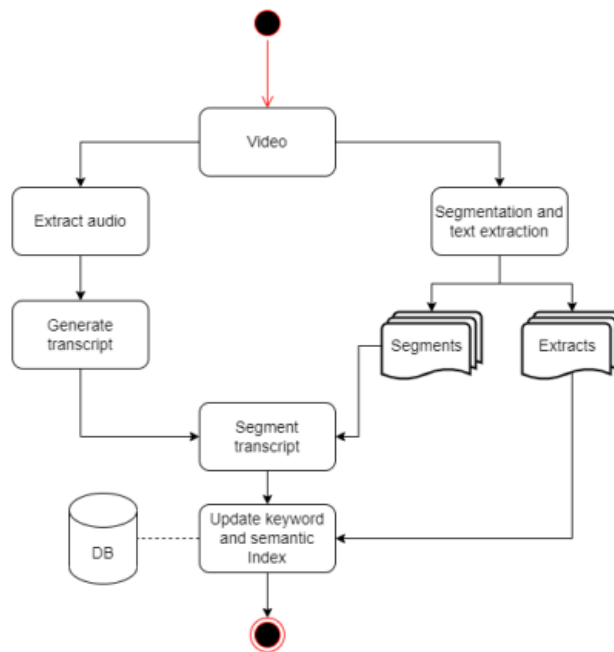 Video
Extract audio
Segmentation and
text extraction
Generate
transcript
Segments
Extracts
Segment
transcript
Update keyword
and semantic
Index
DB